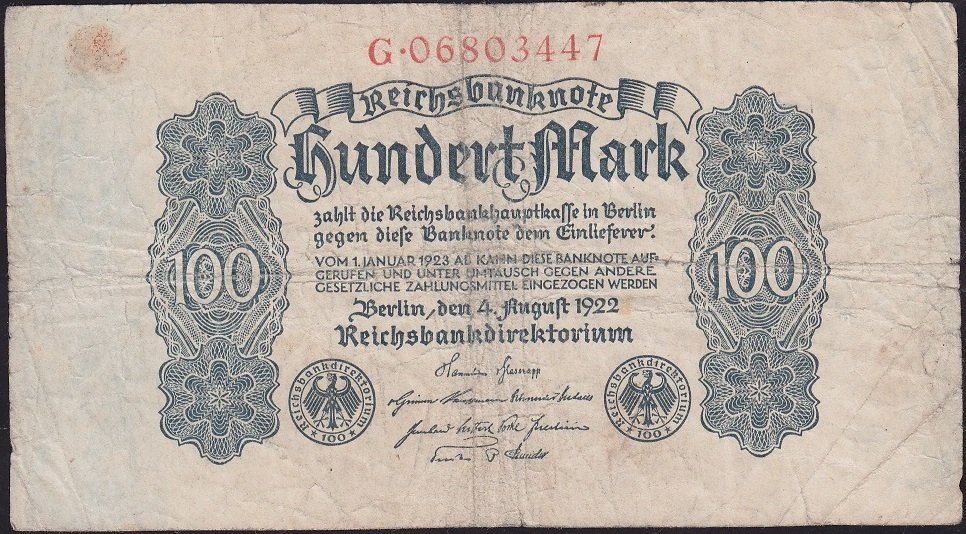 G·06803447
Reichsbanknote
Hundert Mark
zahlt die Reichsbankhauptkasse in Berlin
gegen diese Banknote dem Einlieferer.
VOM 1. JANUAR 1923 AB KANN DIESE BANKNOTE AUF-
GERUFEN UND UNTER UMTAUSCH GEGEN ANDERE
GESETZLICHE ZAHLUNGSMITTEL EINGEZOGEN WERDEN
100
100
Berlin, den 4. August 1922
Reichsbankdirektorium
Reichsbankdirektorium
★100★
Reichsbankdirektorium
★100★